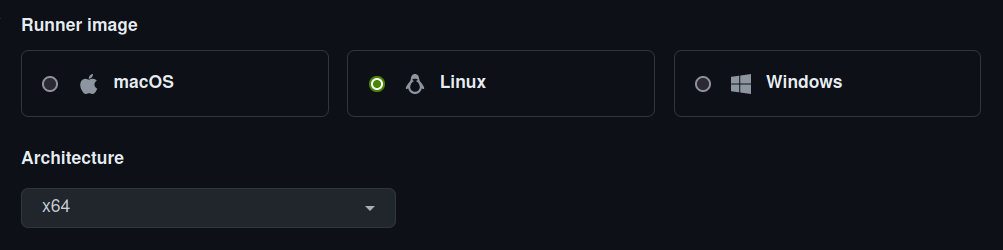 Runner image
macOS Linux Windows
Architecture
x64